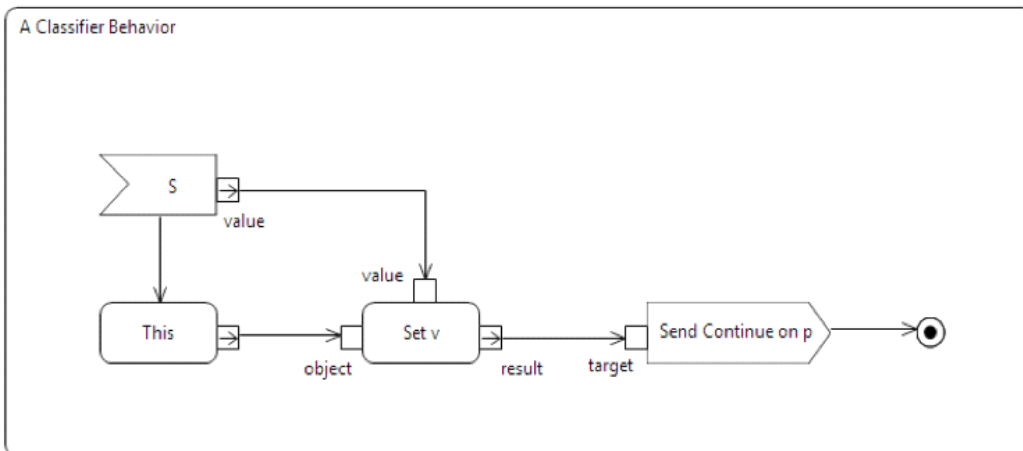 A Classifier Behavior
S
value
value
This
object
Set v
result
target
Send Continue on p